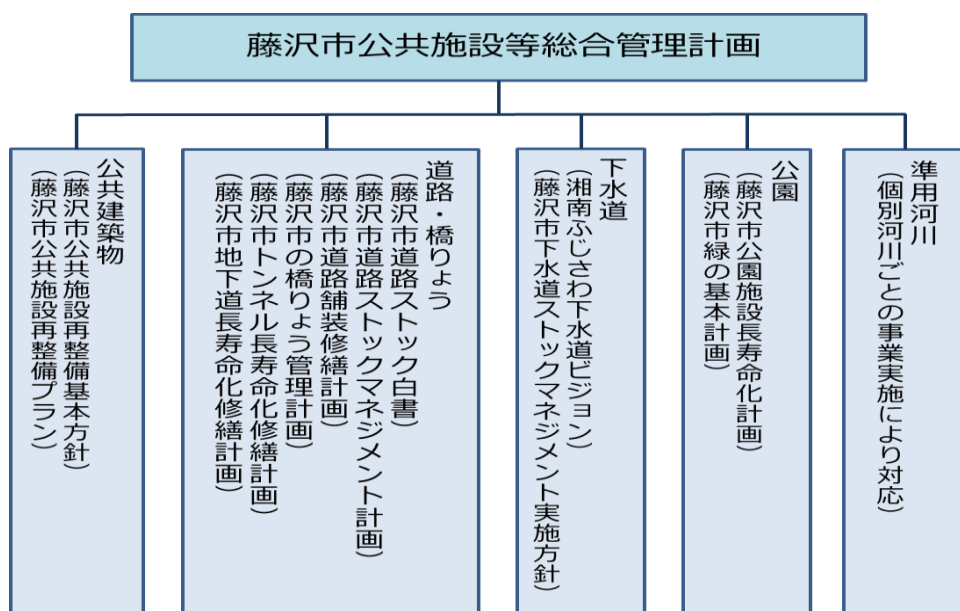 藤沢市公共施設等総合管理計画
公共建築物
（藤沢市公共施設再整備基本方針）
（藤沢市公共施設再整備プラン）
道路・橋りょう
（藤沢市道路ストック白書）
（藤沢市道路ストックマネジメント計画）
（藤沢市道路舗装修繕計画）
（藤沢市の橋りょう管理計画）
（藤沢市トンネル長寿命化修繕計画）
（藤沢市地下道長寿命化修繕計画）
下水道
（湘南ふじさわ下水道ビジョン）
（藤沢市下水道ストックマネジメント実施方針）
公園
（藤沢市公園施設長寿命化計画）
（藤沢市緑の基本計画）
準用河川
（個別河川ごとの事業実施により対応）